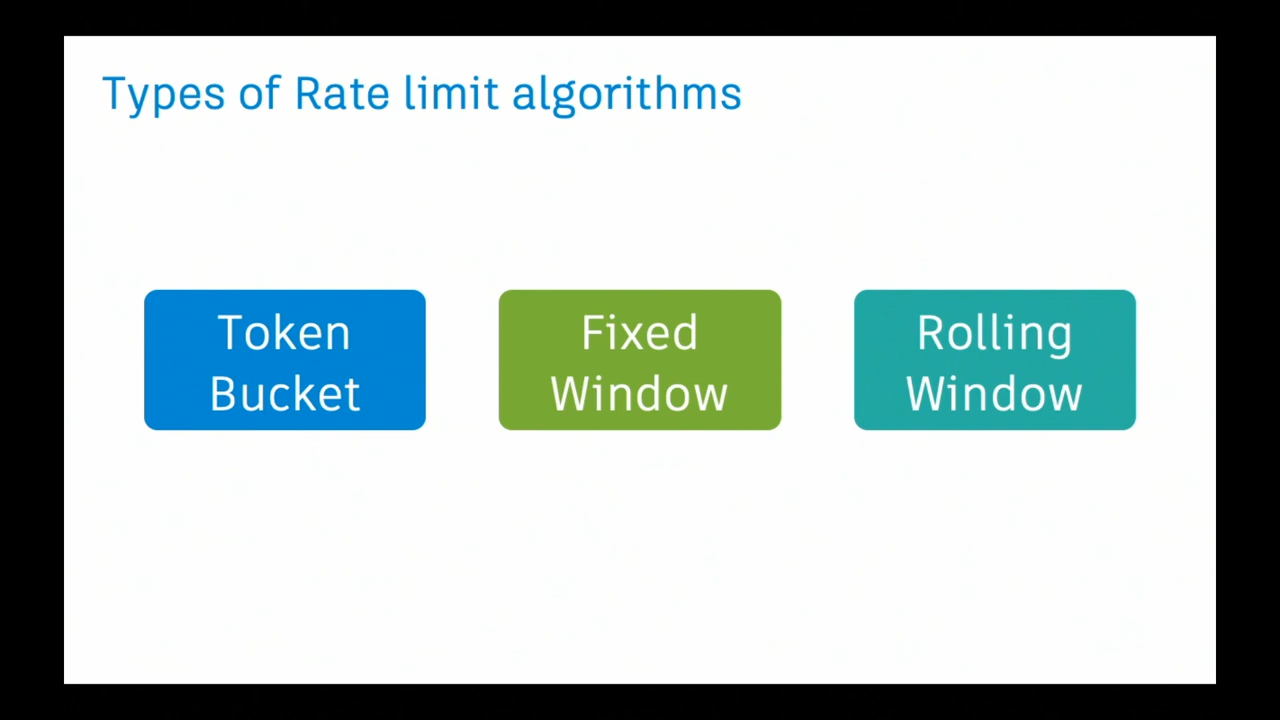 Types of Rate limit algorithms
Token
Bucket
Fixed
Window
Rolling
Window